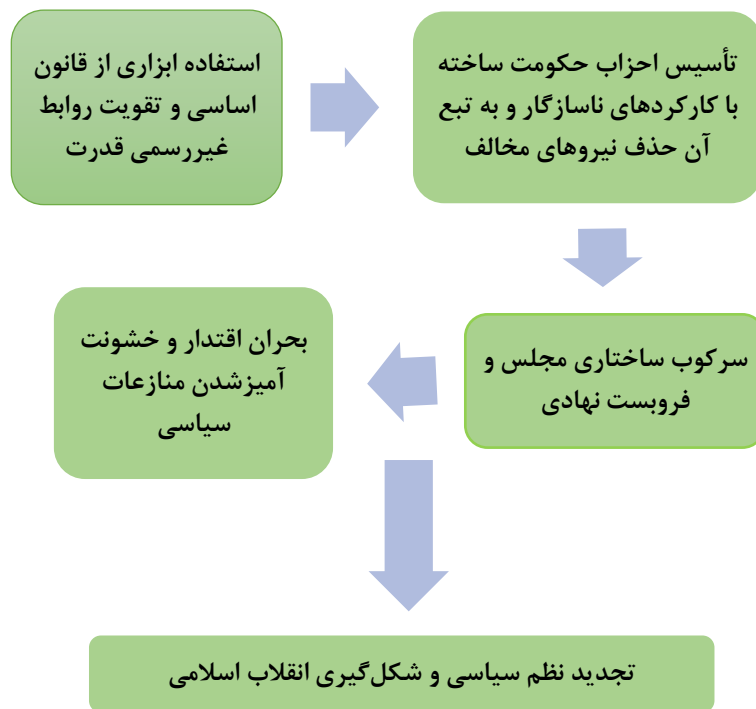 استفاده ابزاری از قانون
اساسی و تقویت روابط
غیررسمی قدرت
تأسیس احزاب حکومت ساخته
با کارکردهای ناسازگار و به تبع
آن حذف نیروهای مخالف
سرکوب ساختاری مجلس و
فروبست نهادی
بحران اقتدار و خشونت
آمیزشدن منازعات
سیاسی
تجدید نظم سیاسی و شکل‌گیری انقلاب اسلامی